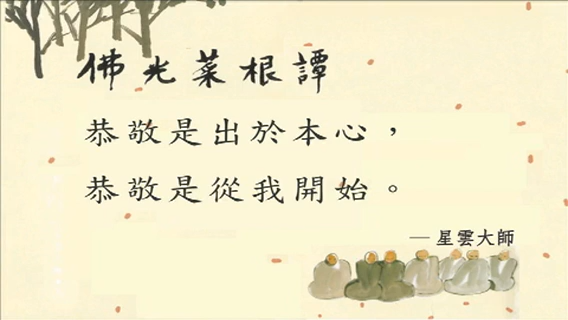 佛光菜根譚
恭敬是出於本心，
恭敬是從我開始。
— 星雲大師